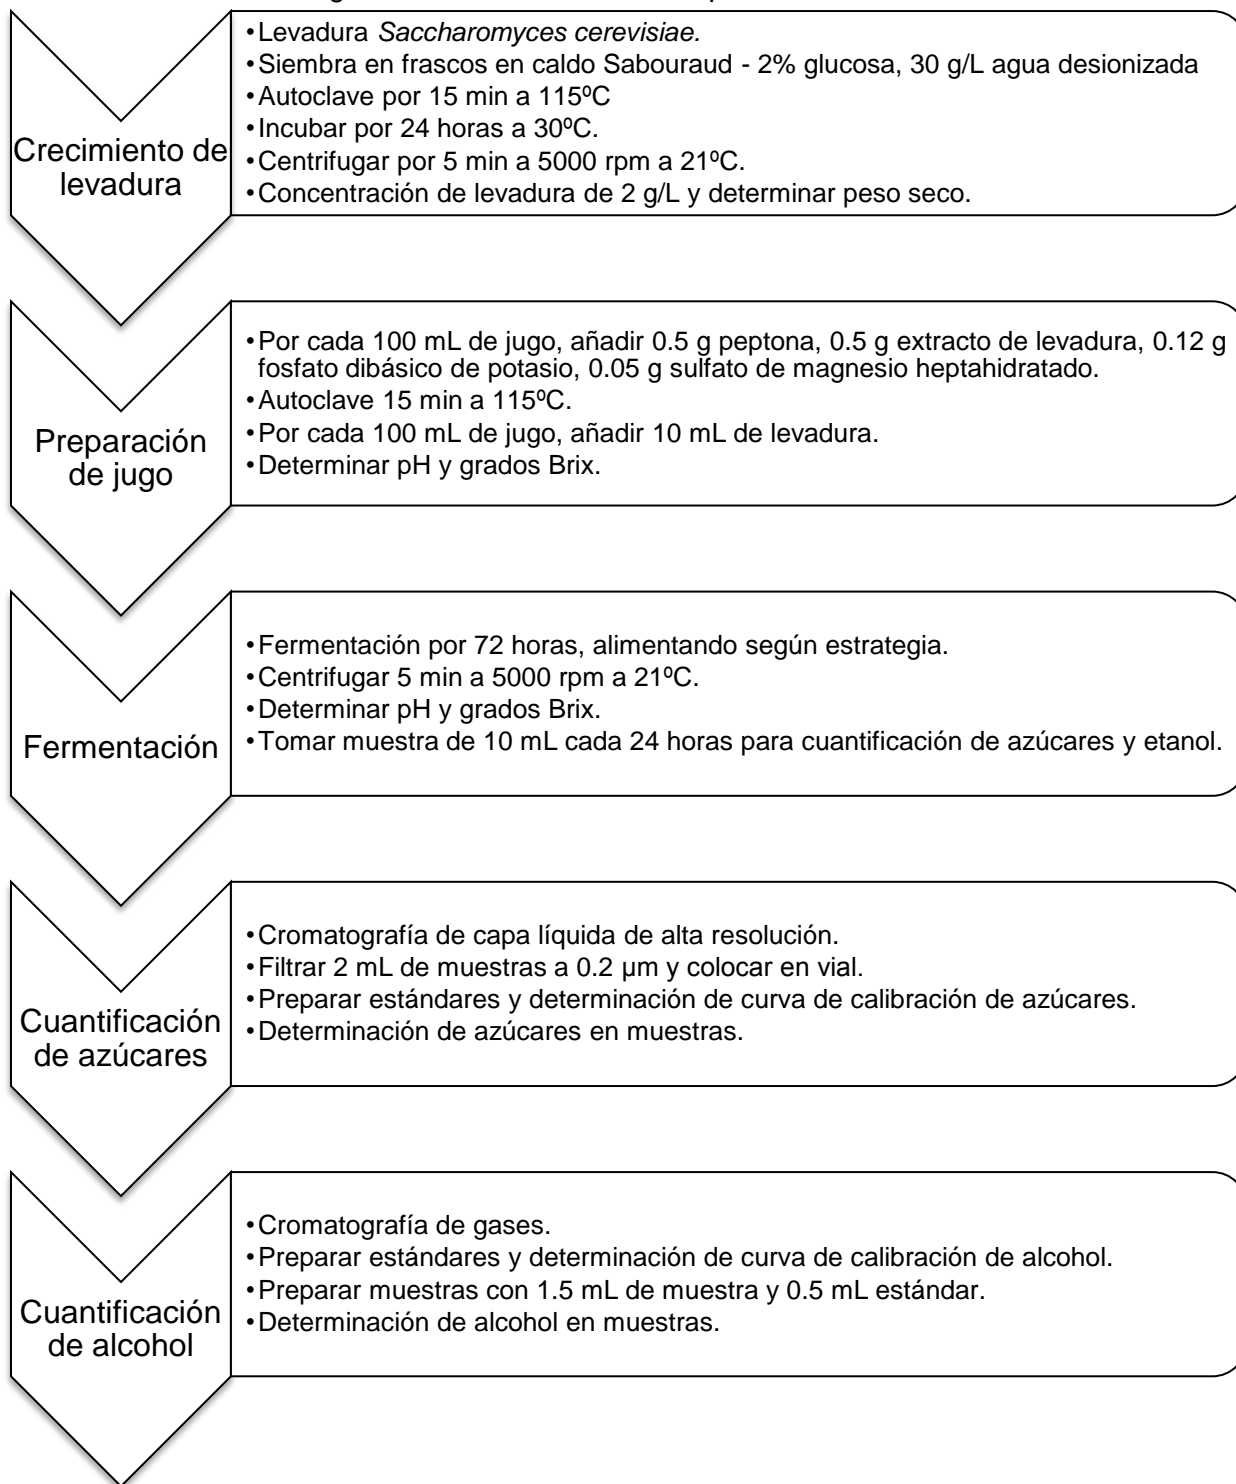 Crecimiento de
levadura
•Levadura Saccharomyces cerevisiae.
•Siembra en frascos en caldo Sabouraud - 2% glucosa, 30 g/L agua desionizada
•Autoclave por 15 min a 115ºC
•Incubar por 24 horas a 30ºC.
•Centrifugar por 5 min a 5000 rpm a 21ºC.
•Concentración de levadura de 2 g/L y determinar peso seco.
Preparación
de jugo
•Por cada 100 mL de jugo, añadir 0.5 g peptona, 0.5 g extracto de levadura, 0.12 g
fosfato dibásico de potasio, 0.05 g sulfato de magnesio heptahidratado.
•Autoclave 15 min a 115ºC.
•Por cada 100 mL de jugo, añadir 10 mL de levadura.
•Determinar pH y grados Brix.
Fermentación
•Fermentación por 72 horas, alimentando según estrategia.
•Centrifugar 5 min a 5000 rpm a 21ºC.
•Determinar pH y grados Brix.
•Tomar muestra de 10 mL cada 24 horas para cuantificación de azúcares y etanol.
Cuantificación
de azúcares
•Cromatografía de capa líquida de alta resolución.
•Filtrar 2 mL de muestras a 0.2 µm y colocar en vial.
•Preparar estándares y determinación de curva de calibración de azúcares.
•Determinación de azúcares en muestras.
Cuantificación
de alcohol
•Cromatografía de gases.
•Preparar estándares y determinación de curva de calibración de alcohol.
•Preparar muestras con 1.5 mL de muestra y 0.5 mL estándar.
•Determinación de alcohol en muestras.